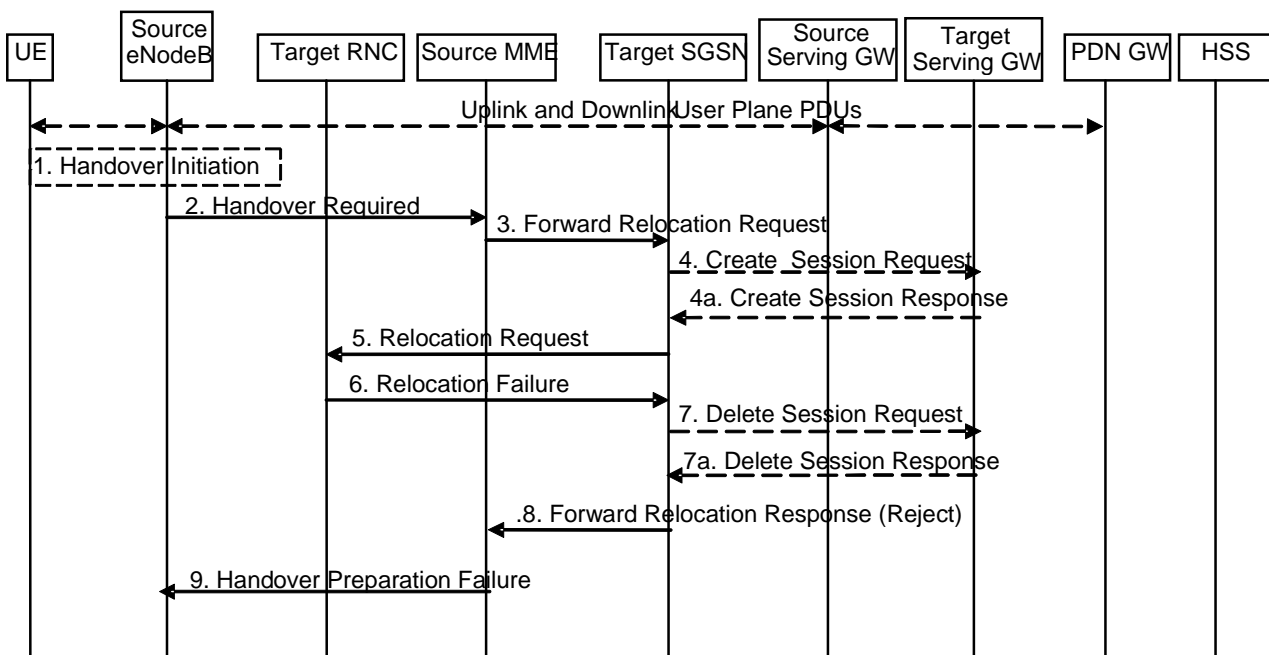 UE
Source
eNodeB
Target RNC
Source MME
Target SGSN
Source
Serving GW
Target
Serving GW
PDN GW
HSS
Uplink and Downlink User Plane PDUs
1. Handover Initiation
2. Handover Required
3. Forward Relocation Request
4. Create Session Request
4a. Create Session Response
5. Relocation Request
6. Relocation Failure
7. Delete Session Request
7a. Delete Session Response
.8. Forward Relocation Response (Reject)
9. Handover Preparation Failure